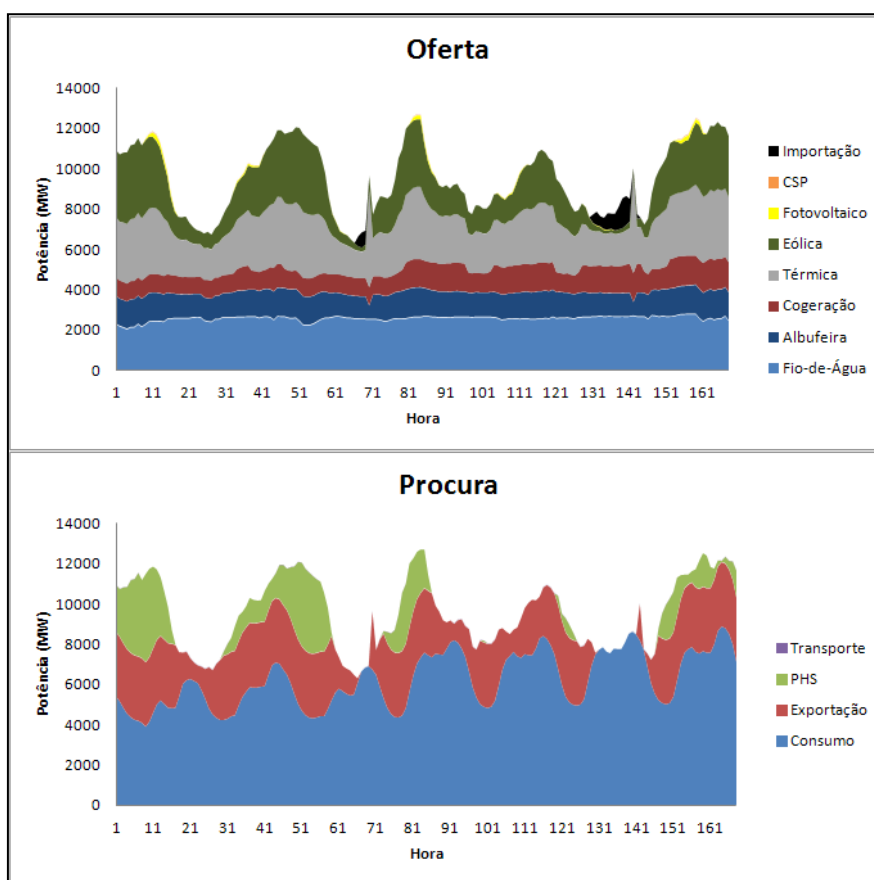 Oferta
Potência (MW)
14000
12000
10000
8000
6000
4000
2000
0
1 11 21 31 41 51 61 71 81 91 101 111 121 131 141 151 161
Hora
Importação
CSP
Fotovoltaico
Eólica
Térmica
Cogeração
Albufeira
Fio-de-Água
Procura
Potência (MW)
14000
12000
10000
8000
6000
4000
2000
0
1 11 21 31 41 51 61 71 81 91 101 111 121 131 141 151 161
Hora
Transporte
PHS
Exportação
Consumo